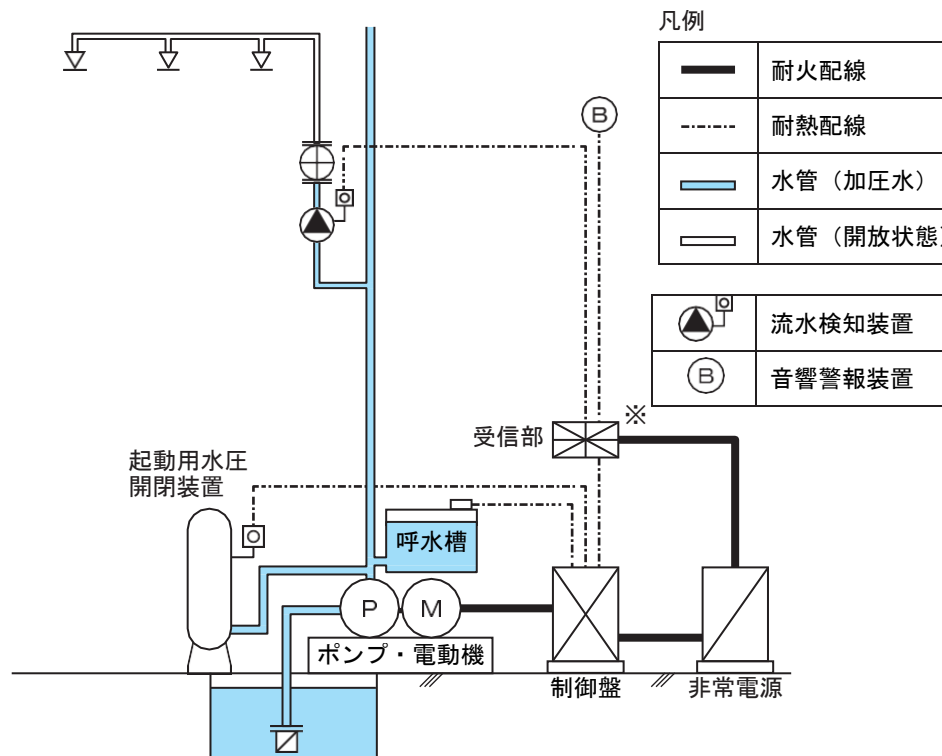 凡例
耐火配線
B
耐熱配線
水管（加圧水）
水管（開放状態）
流水検知装置
B
音響警報装置
※
受信部
起動用水圧
開閉装置
呼水槽
P
M
ポンプ・電動機
制御盤
非常電源